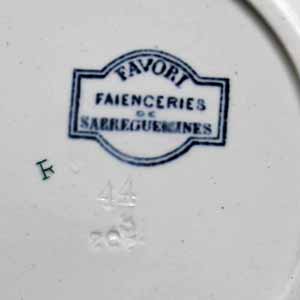 FAVORI
FAIENCERIES
DE
SARREGUEMINES
F
44